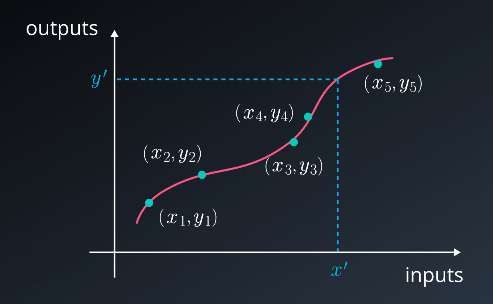 outputs
y′
(x₄, y₄)
(x₅, y₅)
(x₂, y₂)
(x₃, y₃)
(x₁, y₁)
x′
inputs